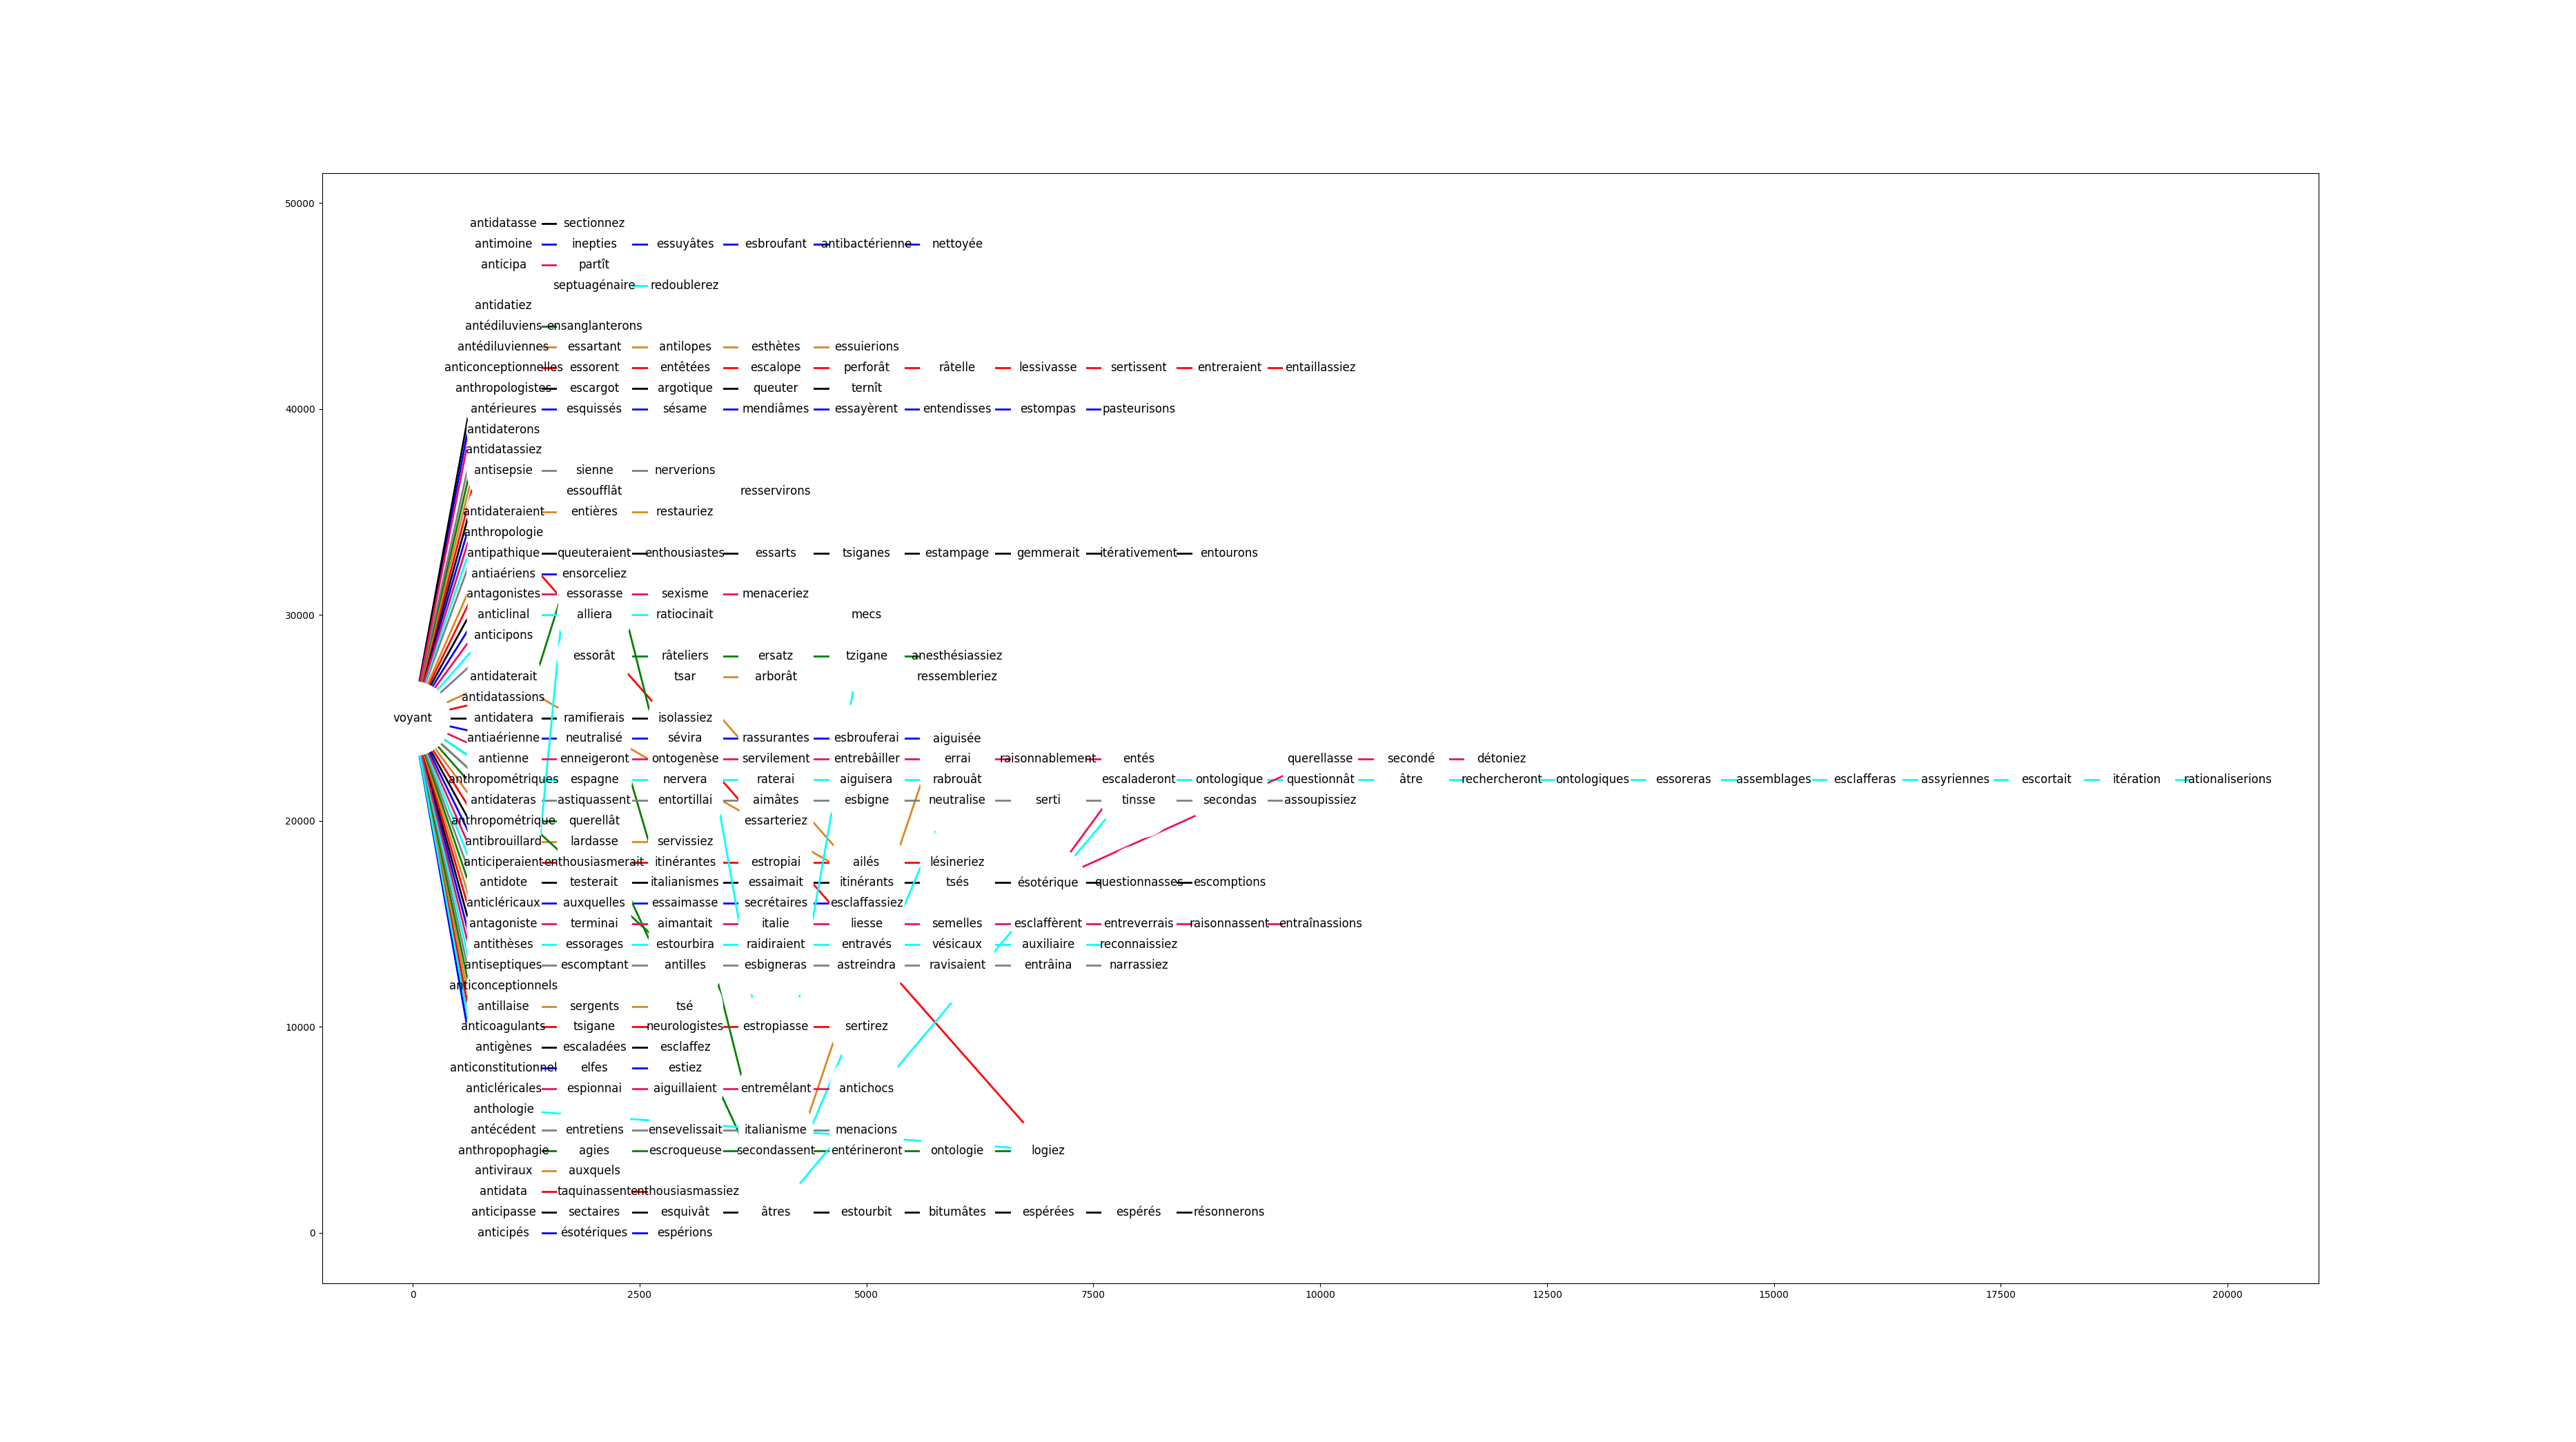 50000
antidatasse sectionnez
antimoine inepties essuyâtes esbroufant antibactérienne nettoyée
anticipa partît
septuagénaire redoublerez
antidatiez
antédiluviens ensanglanterons
antédiluviennes essartant antilopes esthètes essuierions
anticonceptionnelles essorent entêtées escalope perforât râtelle lessivasse sertissent entreraient entaillassiez
anthropologistes escargot argotique queuter ternît
40000 antérieures esquissés sésame mendiâmes essayèrent entendisses estompas pasteurisons
antidaterons
antidatassiez
antisepsie sienne nerverions
essoufflât resservirons
antidateraient entières restauriez
anthropologie
antipathique queuteraient enthousiastes essarts tsiganes estampage gemmerait itérativement entourons
antiaériens ensorceliez
antagonistes essorasse sexisme menaceriez
30000 anticlinal alliera ratiocinait mecs
anticipons
essorât râteliers ersatz tzigane anesthésiassiez
antidaterait tsar arborât ressembleriez
antidatassions
voyant antidatera ramifierais isolassiez
antiaérienne neutralisé sévira rassurantes esbrouferai aiguisée
antienne enneigeront ontogenèse servilement entrebâiller errai raisonnablement entés querellasse secondé détoniez
anthropométriques espagne nervera raterai aiguisera rabrouât escaladeront ontologique questionnât âtre rechercheront ontologiques essoreras assemblages esclafferas assyriennes escortait itération rationaliserions
antidateras astiquassent entortillai aimâtes esbigne neutralise serti tinsse secondas assoupissiez
20000 anthropométrique querellât essarteriez
antibrouillard lardasse servissiez
anticiperaient enthousiasmerait itinérantes estropiai ailés lésineriez
antidote testerait italianismes essaimait itinérants tsés ésotérique questionnasses escomptions
anticléricaux auxquelles essaimasse secrétaires esclaffassiez
antagoniste terminai aimantait italie liesse semelles esclaffèrent entreverrais raisonnassent entraînassions
antithèses essorages estourbira raidiraient entravés vésicaux auxiliaire reconnaissiez
antiseptiques escomptant antilles esbigneras astreindra ravisaient entrâina narrassiez
anticonceptionnels
antillaise sergents tsé
10000 anticoagulants tsigane neurologistes estropiasse sertirez
antigènes escaladées esclaffez
anticonstitutionnel elfes estiez
anticléricales espionnai aiguillaient entremêlant antichocs
anthologie
antécédent entretiens ensevelissait italianisme menacions
anthropophagie agies escroqueuse secondassent entérineront ontologie logiez
antiviraux auxquels
antidata taquinassent enthousiasmassiez
anticipasse sectaires esquivât âtres estourbit bitumâtes espérées espérés résonnerons
0 anticipés ésotériques espérions
0 2500 5000 7500 10000 12500 15000 17500 20000